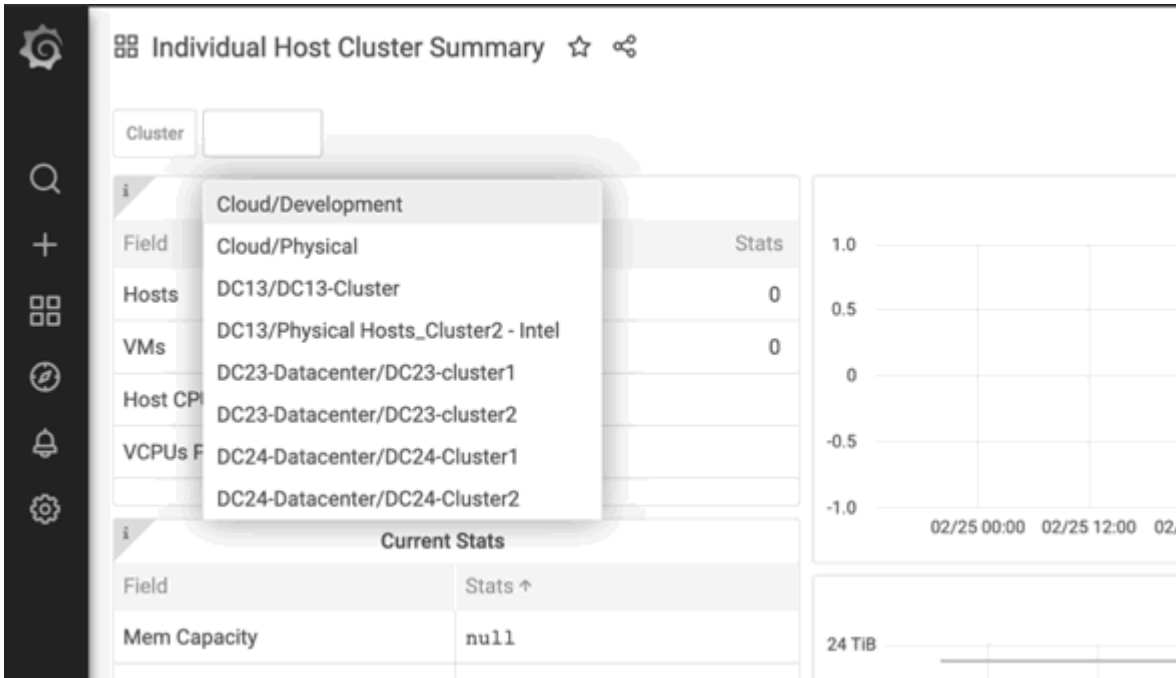 Individual Host Cluster Summary
Cluster
i
Cloud/Development
Cloud/Physical
DC13/DC13-Cluster
DC13/Physical Hosts_Cluster2 - Intel
DC23-Datacenter/DC23-cluster1
DC23-Datacenter/DC23-cluster2
DC24-Datacenter/DC24-Cluster1
DC24-Datacenter/DC24-Cluster2
Field Stats
Hosts 0
VMs 0
Host
VCPUs
i
Current Stats
Field Stats ↑
Mem Capacity null
1.0
0.5
0
-0.5
-1.0
02/25 00:00 02/25 12:00
24 TiB